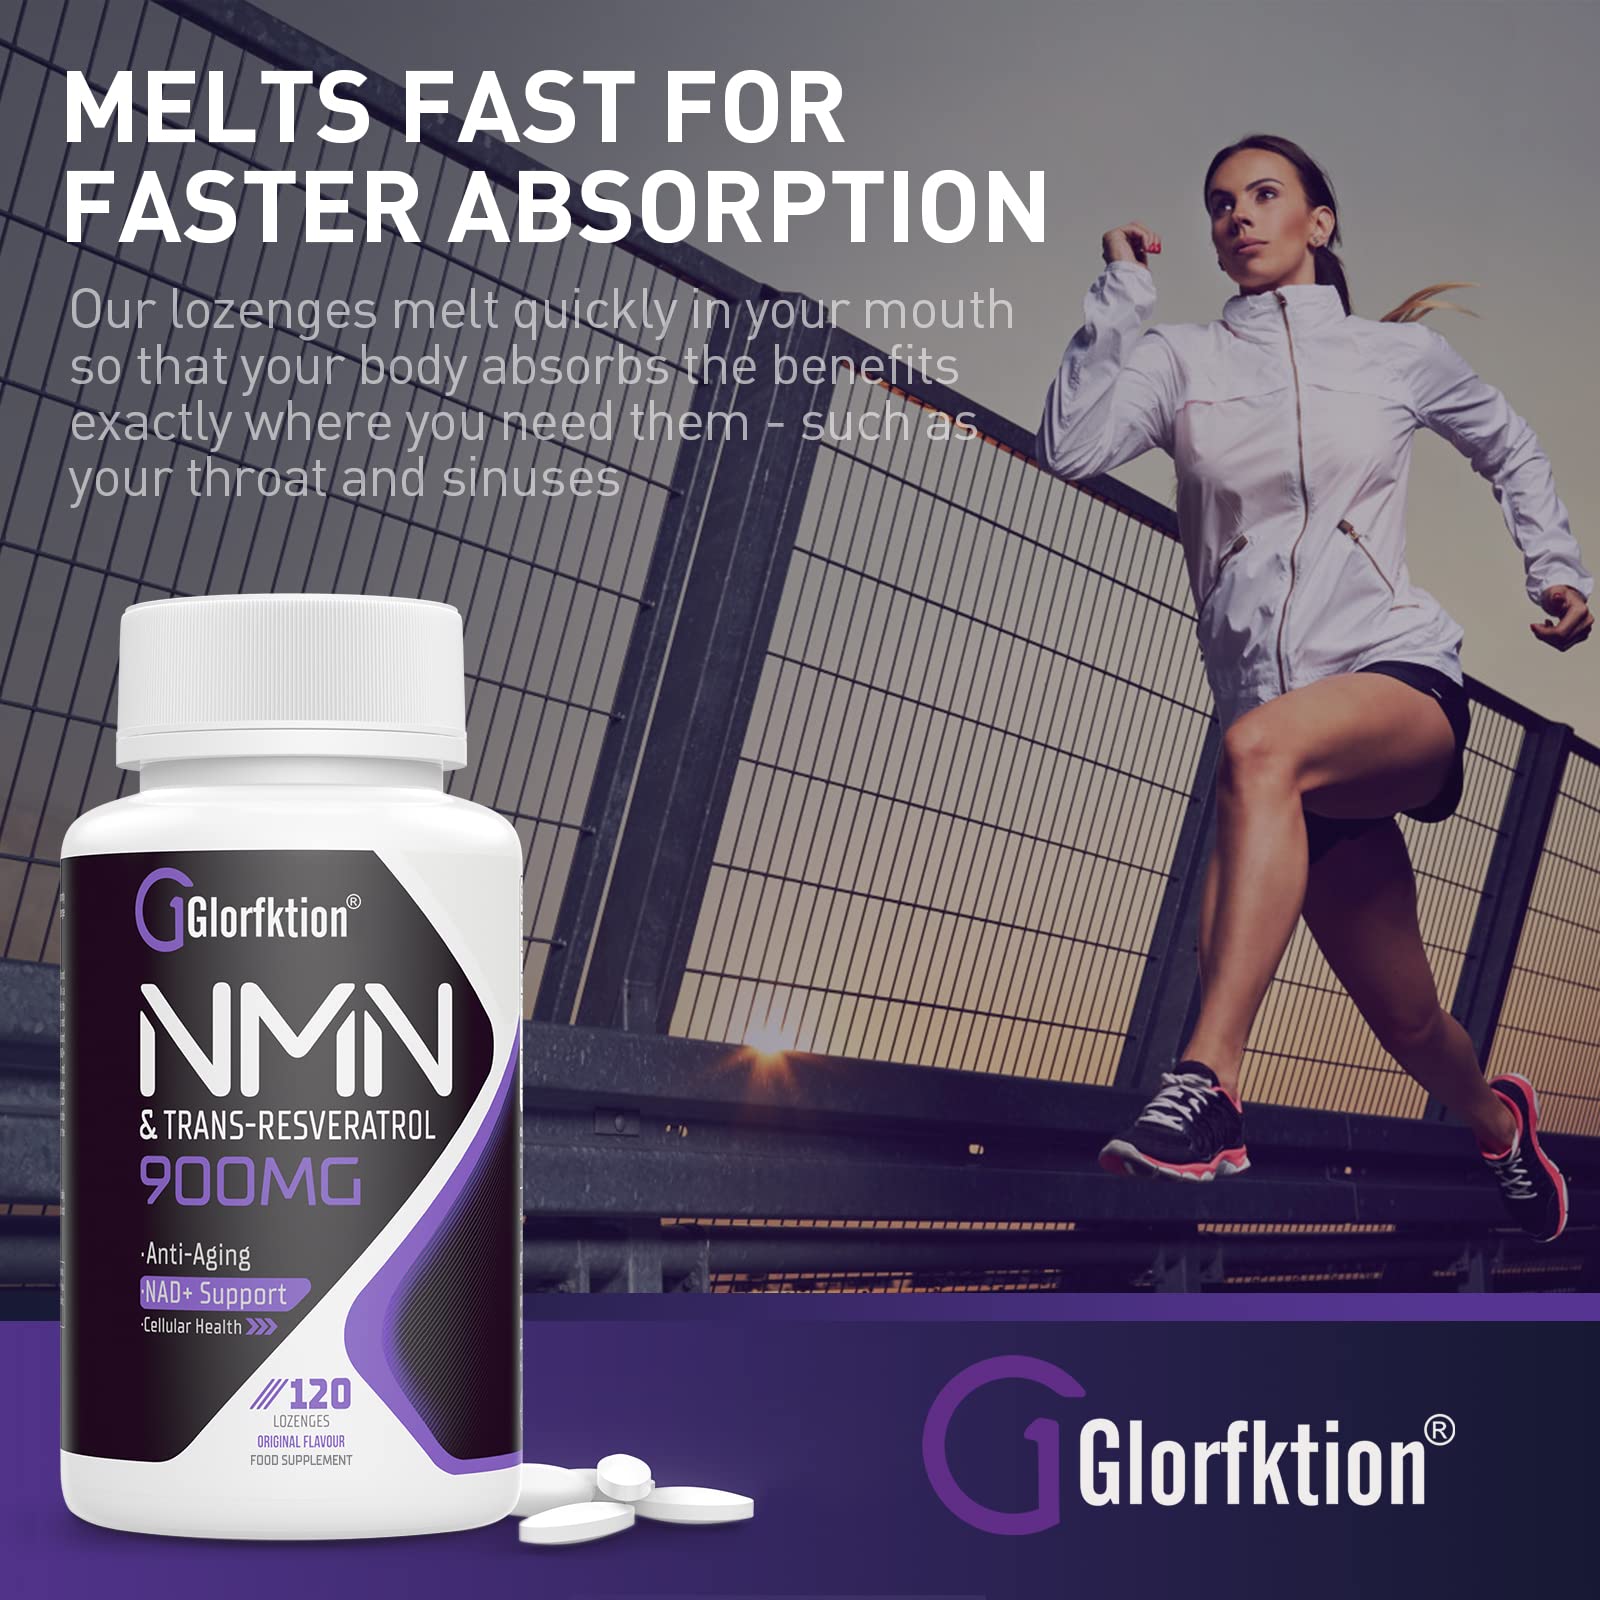 MELTS FAST FOR
FASTER ABSORPTION
Our lozenges melt quickly in your mouth
so that your body absorbs the benefits
exactly where you need them - such as
your throat and sinuses
Glorfktion®
NMN
& TRANS-RESVERATROL
900MG
·Anti-Aging
·NAD+ Support
·Cellular Health
120
LOZENGES
ORIGINAL FLAVOUR
FOOD SUPPLEMENT
Glorfktion®